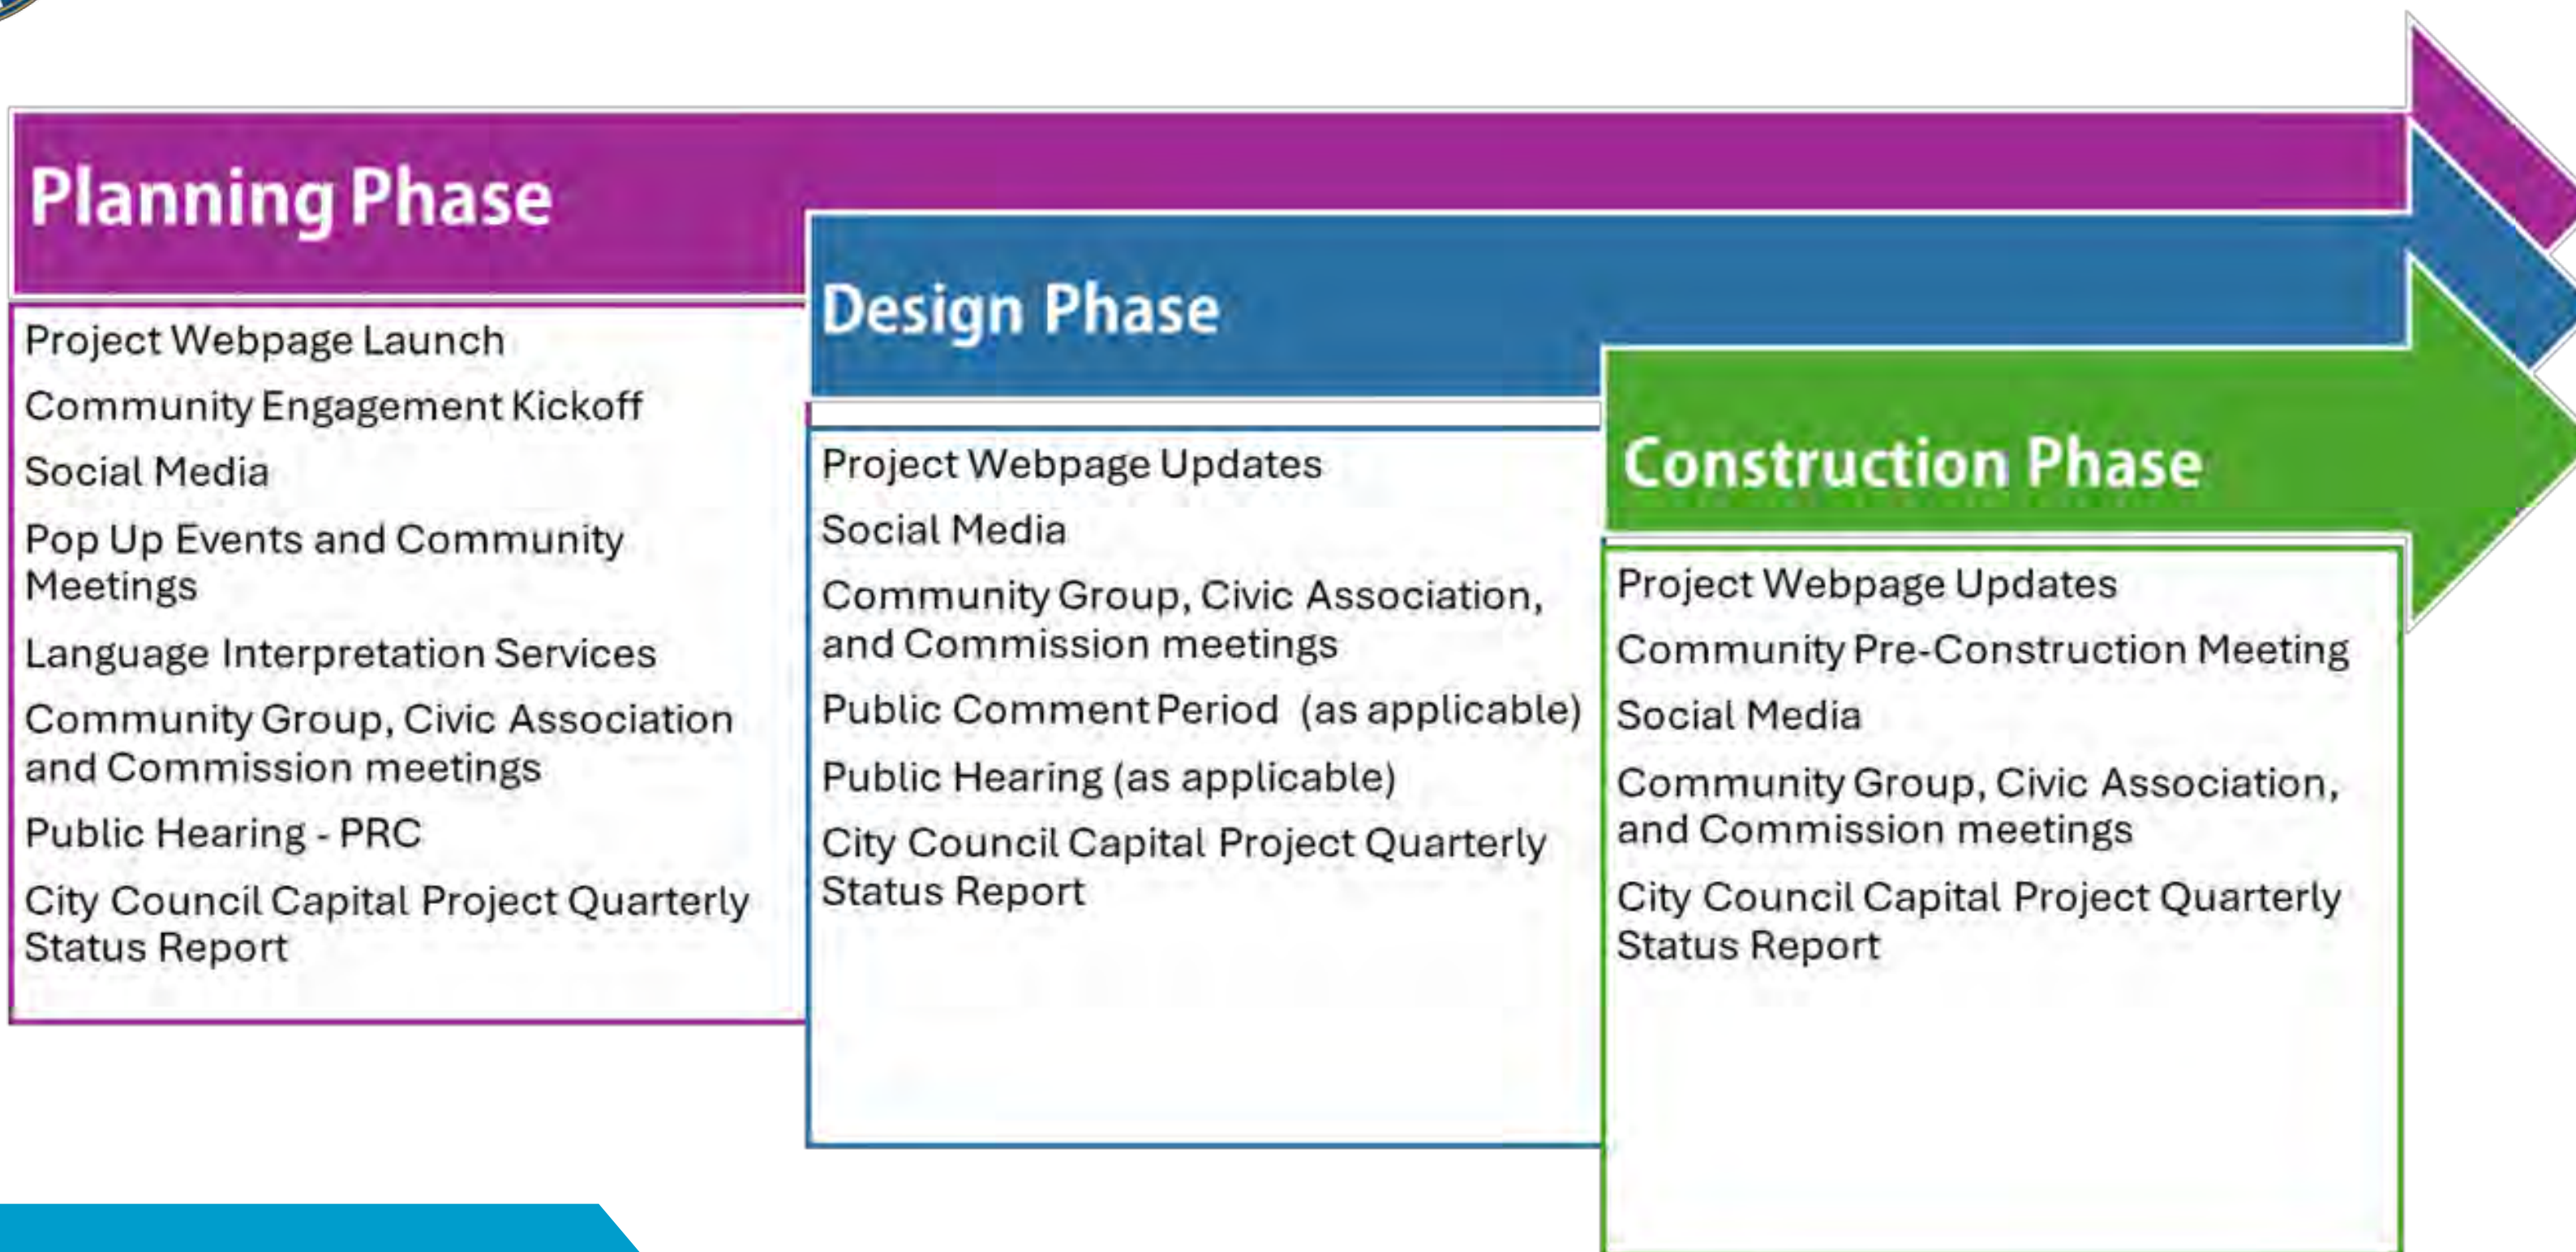 Planning Phase
Project Webpage Launch
Community Engagement Kickoff
Social Media
Pop Up Events and Community
Meetings
Language Interpretation Services
Community Group, Civic Association
and Commission meetings
Public Hearing - PRC
City Council Capital Project Quarterly
Status Report
Design Phase
Project Webpage Updates
Social Media
Community Group, Civic Association,
and Commission meetings
Public Comment Period (as applicable)
Public Hearing (as applicable)
City Council Capital Project Quarterly
Status Report
Construction Phase
Project Webpage Updates
Community Pre-Construction Meeting
Social Media
Community Group, Civic Association,
and Commission meetings
City Council Capital Project Quarterly
Status Report